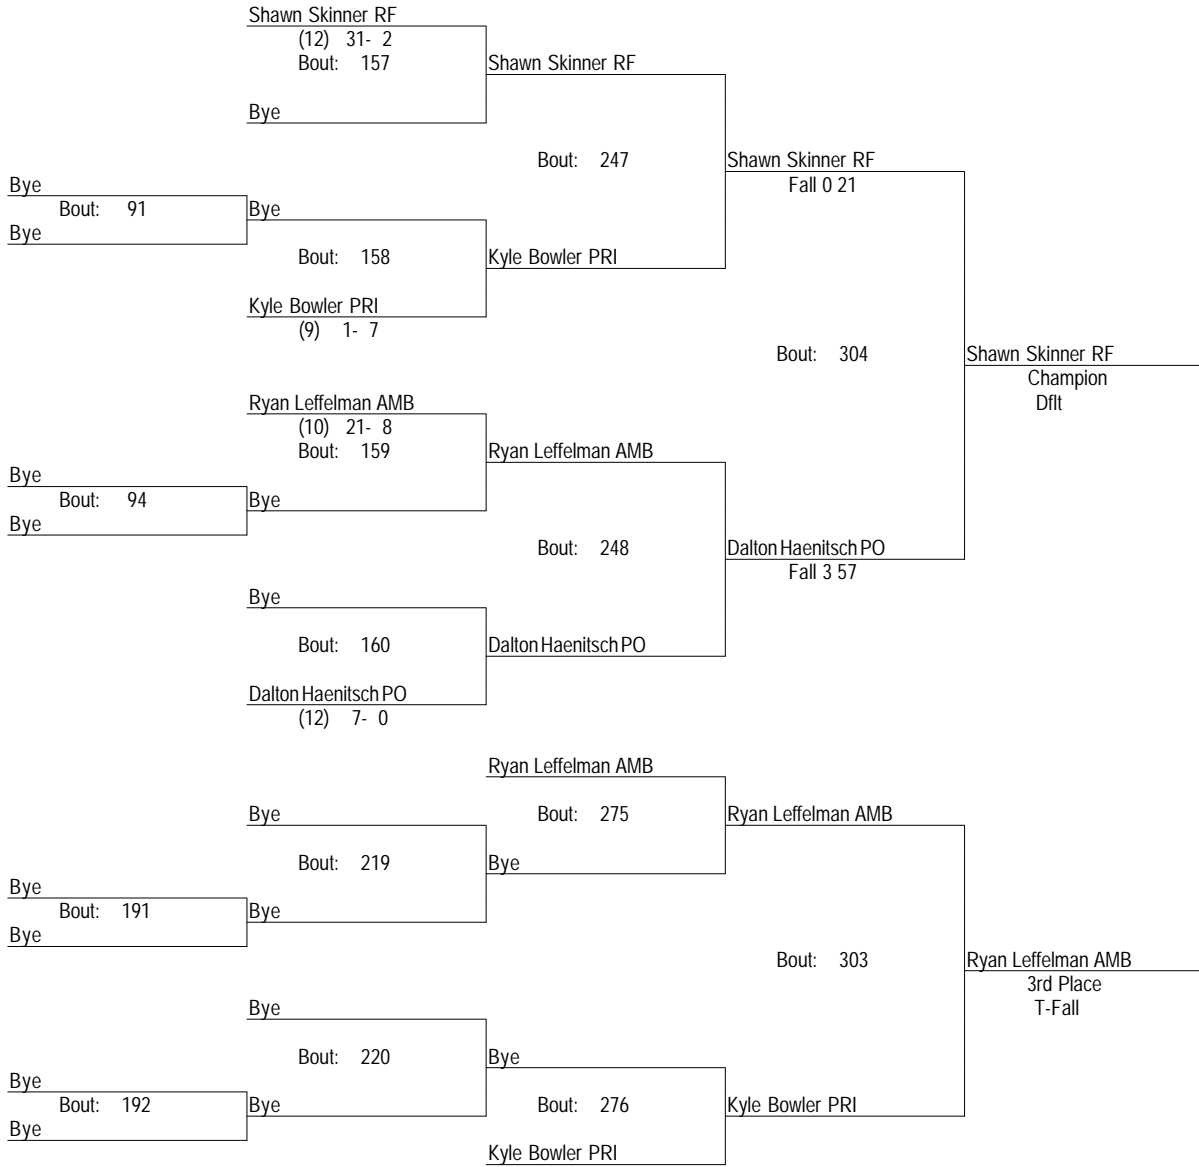 Shawn Skinner RF
(12) 31- 2
Bout: 157
Shawn Skinner RF
Bye
Bout: 247
Shawn Skinner RF
Fall 0 21
Bye
Bout: 91
Bye
Bye
Bout: 158
Kyle Bowler PRI
Kyle Bowler PRI
(9) 1- 7
Bout: 304
Shawn Skinner RF
Champion
Dflt
Ryan Leffelman AMB
(10) 21- 8
Bout: 159
Ryan Leffelman AMB
Bye
Bout: 94
Bye
Bye
Bout: 248
Dalton Haenitsch PO
Fall 3 57
Bye
Bout: 160
Dalton Haenitsch PO
Dalton Haenitsch PO
(12) 7- 0
Ryan Leffelman AMB
Bout: 275
Ryan Leffelman AMB
Bye
Bout: 219
Bye
Bye
Bout: 191
Bye
Bye
Bout: 303
Ryan Leffelman AMB
3rd Place
T-Fall
Bye
Bout: 220
Bye
Bye
Bout: 192
Bye
Bye
Bout: 276
Kyle Bowler PRI
Kyle Bowler PRI